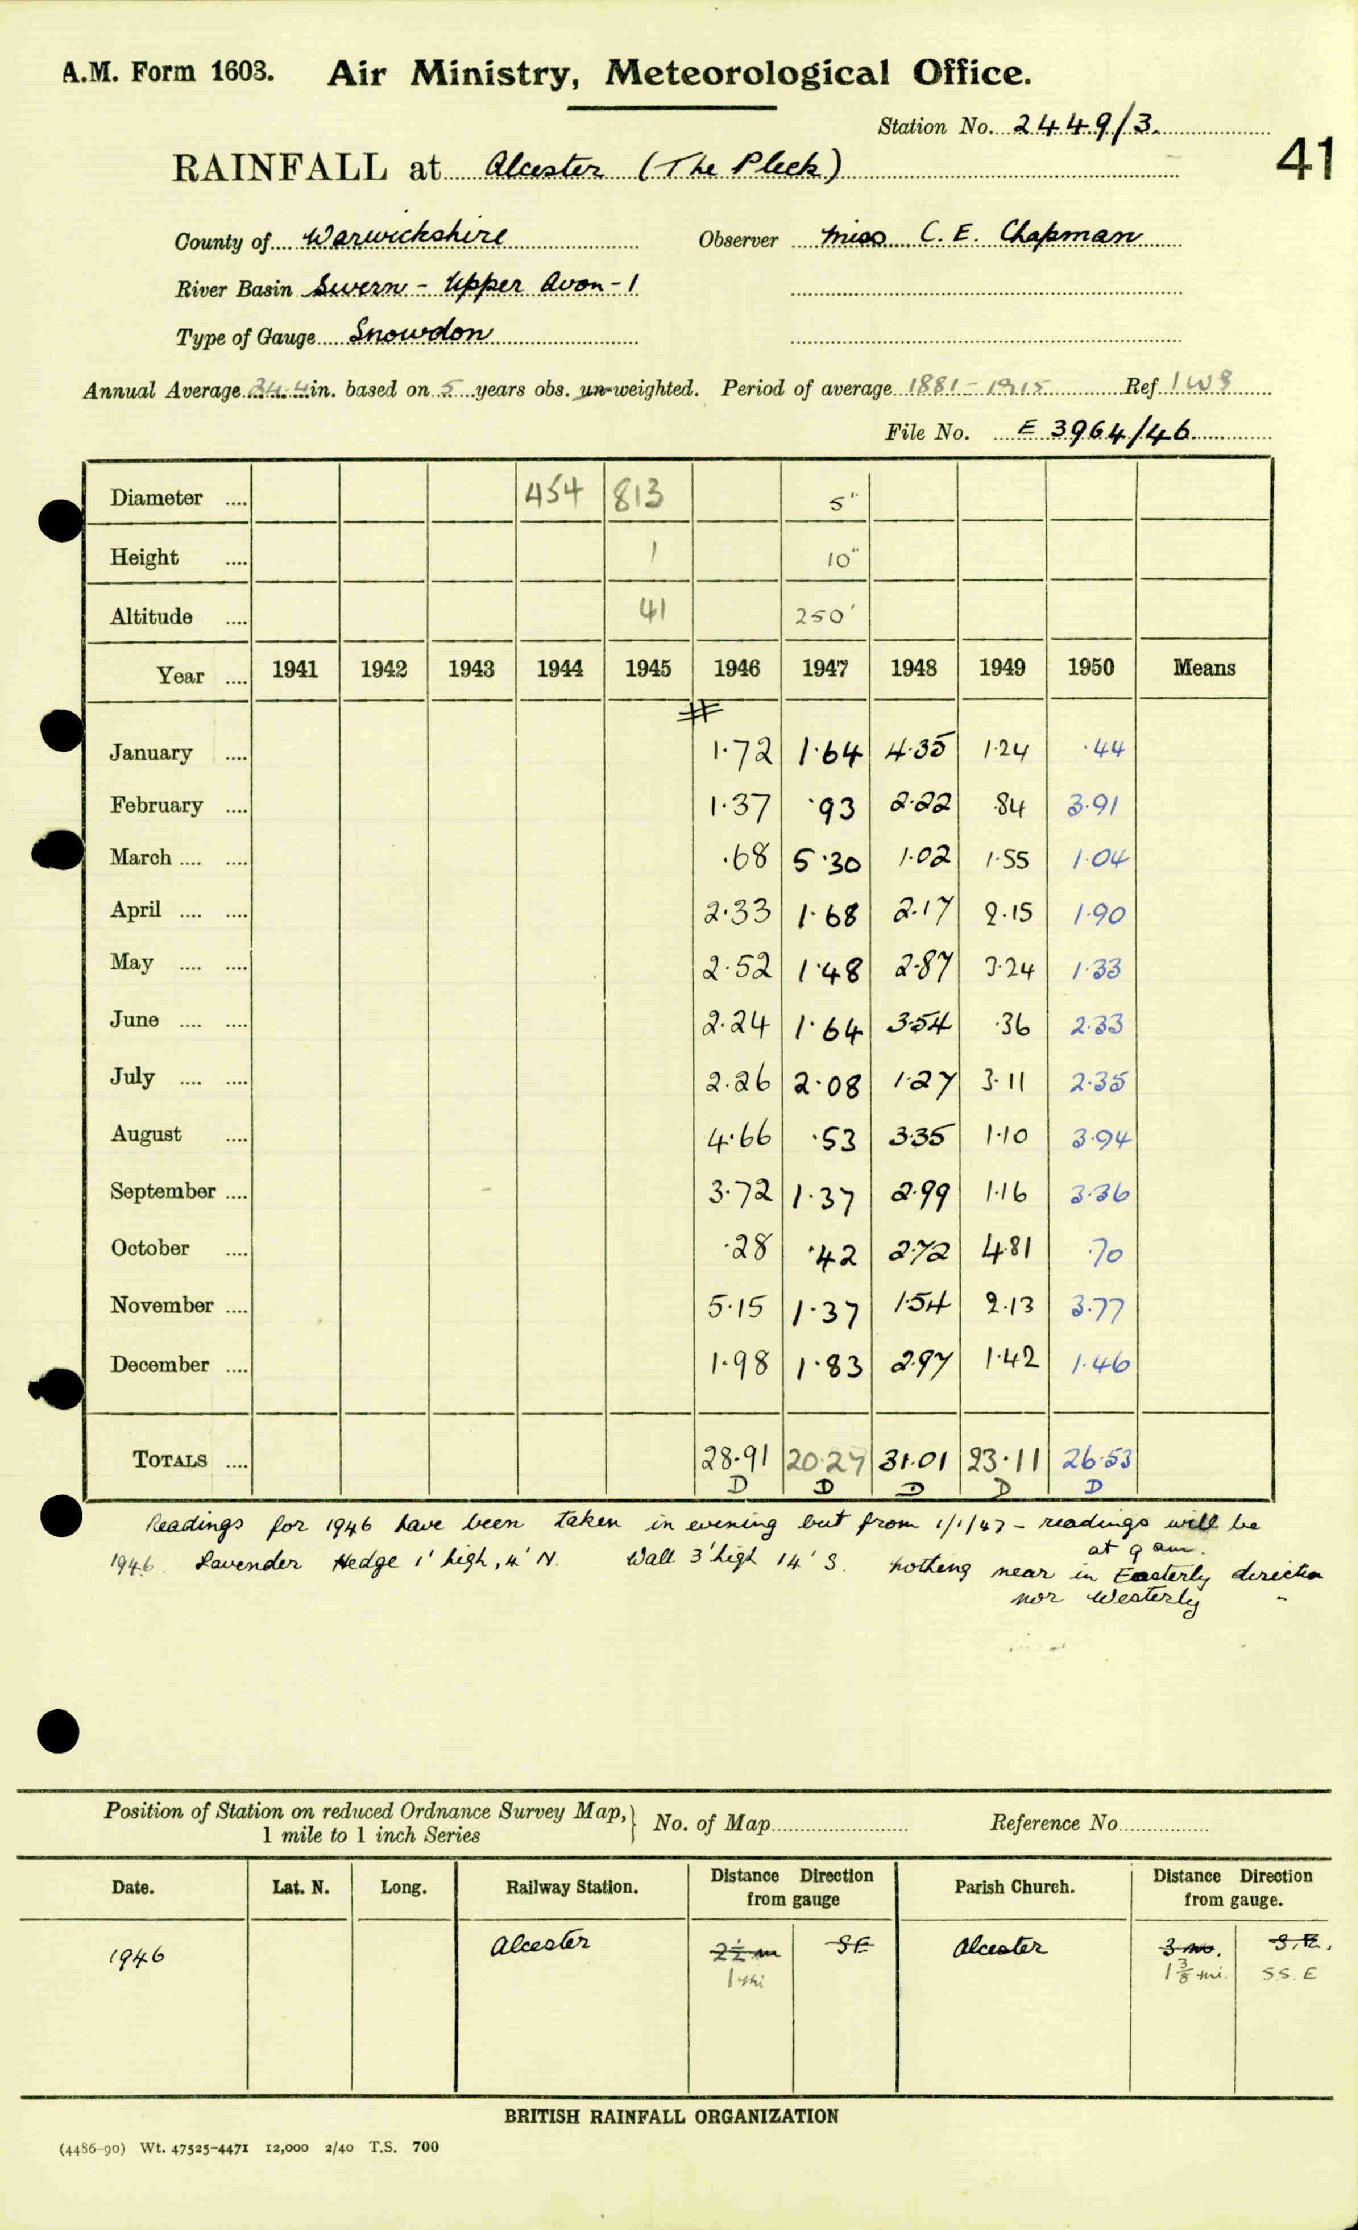 A.M. Form 1603. Air Ministry, Meteorological Office.
Station No. 2449/3.
41
RAINFALL at Alcester (The Pleck)
County of Warwickshire Observer Miss C. E. Chapman
River Basin Severn - Upper Avon - 1
Type of Gauge Snowdon
Annual Average 24.4 in. based on 5 years obs. un-weighted. Period of average 1881-1915 Ref.
File No. E 3964/46
Diameter .... 454 813 5"
Height .... 1 10"
Altitude .... 41 250'
Year .... 1941 1942 1943 1944 1945 1946 1947 1948 1949 1950 Means
#
January .... 1.72 1.64 4.35 1.24 .44
February .... 1.37 .93 2.22 .84 3.91
March .... .... .68 5.30 1.02 1.55 1.04
April .... .... 2.33 1.68 2.17 2.15 1.90
May .... .... 2.52 1.48 2.87 3.24 1.33
June .... .... 2.24 1.64 3.54 .36 2.33
July .... .... 2.26 2.08 1.27 3.11 2.35
August .... 4.66 .53 3.35 1.10 3.94
September .... 3.72 1.37 2.99 1.16 3.36
October .... .28 .42 2.72 4.81 .70
November .... 5.15 1.37 1.54 2.13 3.77
December .... 1.98 1.83 2.97 1.42 1.46
TOTALS .... 28.91 20.27 31.01 23.11 26.53
D D D D D
Readings for 1946 have been taken in evening but from 1/1/47 - readings will be
at 9 am.
1946 Lavender Hedge 1' high, 4' N. Wall 3' high 14' S. nothing near in Easterly direction
nor Westerly "
Position of Station on reduced Ordnance Survey Map,
1 mile to 1 inch Series } No. of Map Reference No
Date. Lat. N. Long. Railway Station. Distance Direction from gauge Parish Church. Distance Direction from gauge.
1946 Alcester 2½ m SE Alcester 3 mi. S.E.
1 mi 1⅜ mi. S.S.E
BRITISH RAINFALL ORGANIZATION
(4486-90) Wt. 47525-4471 12,000 2/40 T.S. 700